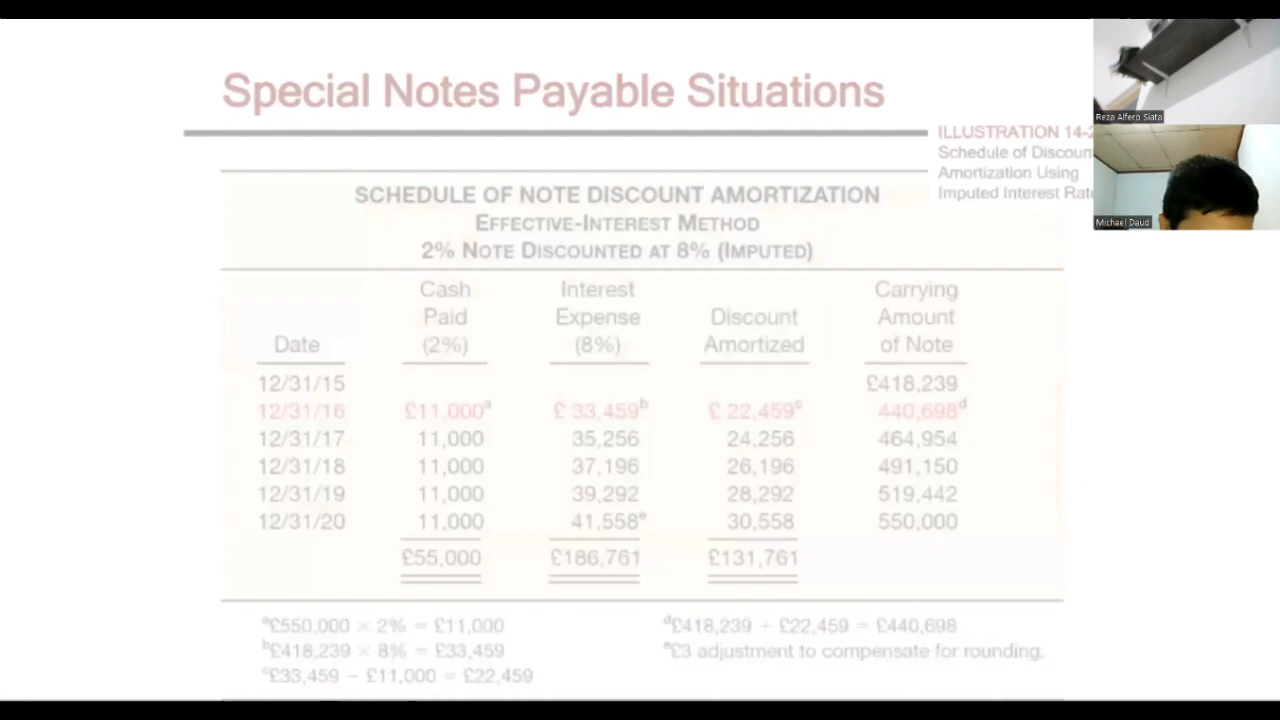 Special Notes Payable Situations
Reza Alfero Siata
Michael Daud
ILLUSTRATION 14-2
Schedule of Discoun
Amortization Using
Imputed Interest Rat
SCHEDULE OF NOTE DISCOUNT AMORTIZATION
EFFECTIVE-INTEREST METHOD
2% NOTE DISCOUNTED AT 8% (IMPUTED)
Date Cash Paid (2%) Interest Expense (8%) Discount Amortized Carrying Amount of Note
12/31/15 £418,239
12/31/16 £11,000ᵃ £ 33,459ᵇ £ 22,459ᶜ 440,698ᵈ
12/31/17 11,000 35,256 24,256 464,954
12/31/18 11,000 37,196 26,196 491,150
12/31/19 11,000 39,292 28,292 519,442
12/31/20 11,000 41,558ᵉ 30,558 550,000
£55,000 £186,761 £131,761
ᵃ£550,000 × 2% = £11,000
ᵇ£418,239 × 8% = £33,459
ᶜ£33,459 − £11,000 = £22,459
ᵈ£418,239 + £22,459 = £440,698
ᵉ£3 adjustment to compensate for rounding.